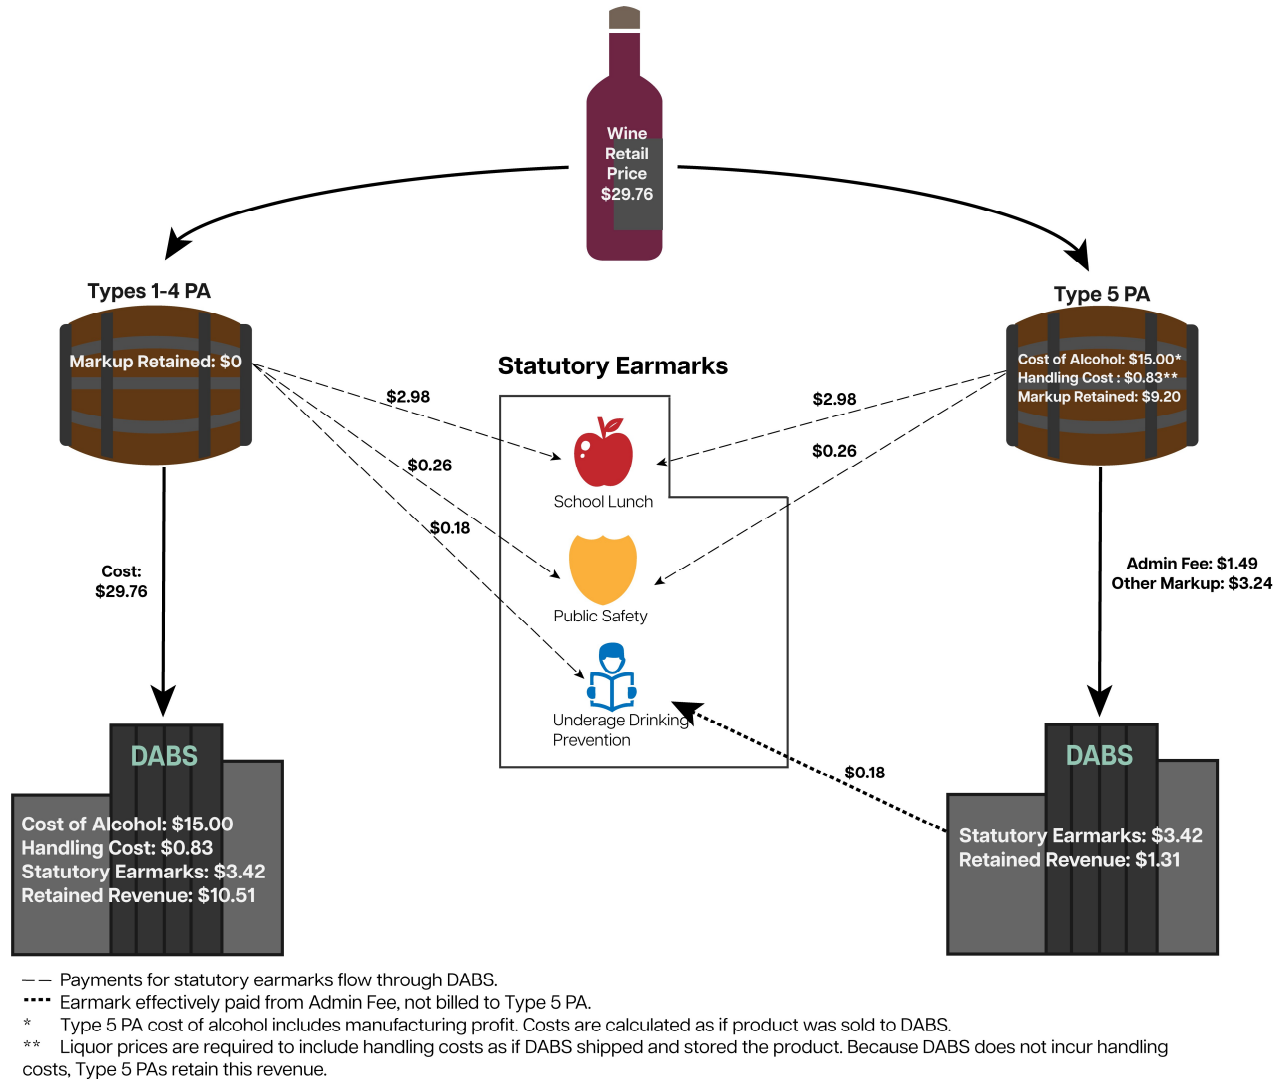 Wine
Retail
Price
$29.76
Types 1-4 PA
Type 5 PA
Markup Retained: $0
Cost of Alcohol: $15.00*
Handling Cost : $0.83**
Markup Retained: $9.20
Statutory Earmarks
$2.98
$2.98
$0.26
$0.26
$0.18
School Lunch
Public Safety
Underage Drinking
Prevention
Cost:
$29.76
Admin Fee: $1.49
Other Markup: $3.24
$0.18
DABS
Cost of Alcohol: $15.00
Handling Cost: $0.83
Statutory Earmarks: $3.42
Retained Revenue: $10.51
DABS
Statutory Earmarks: $3.42
Retained Revenue: $1.31
Payments for statutory earmarks flow through DABS.
Earmark effectively paid from Admin Fee, not billed to Type 5 PA.
* Type 5 PA cost of alcohol includes manufacturing profit. Costs are calculated as if product was sold to DABS.
** Liquor prices are required to include handling costs as if DABS shipped and stored the product. Because DABS does not incur handling
costs, Type 5 PAs retain this revenue.